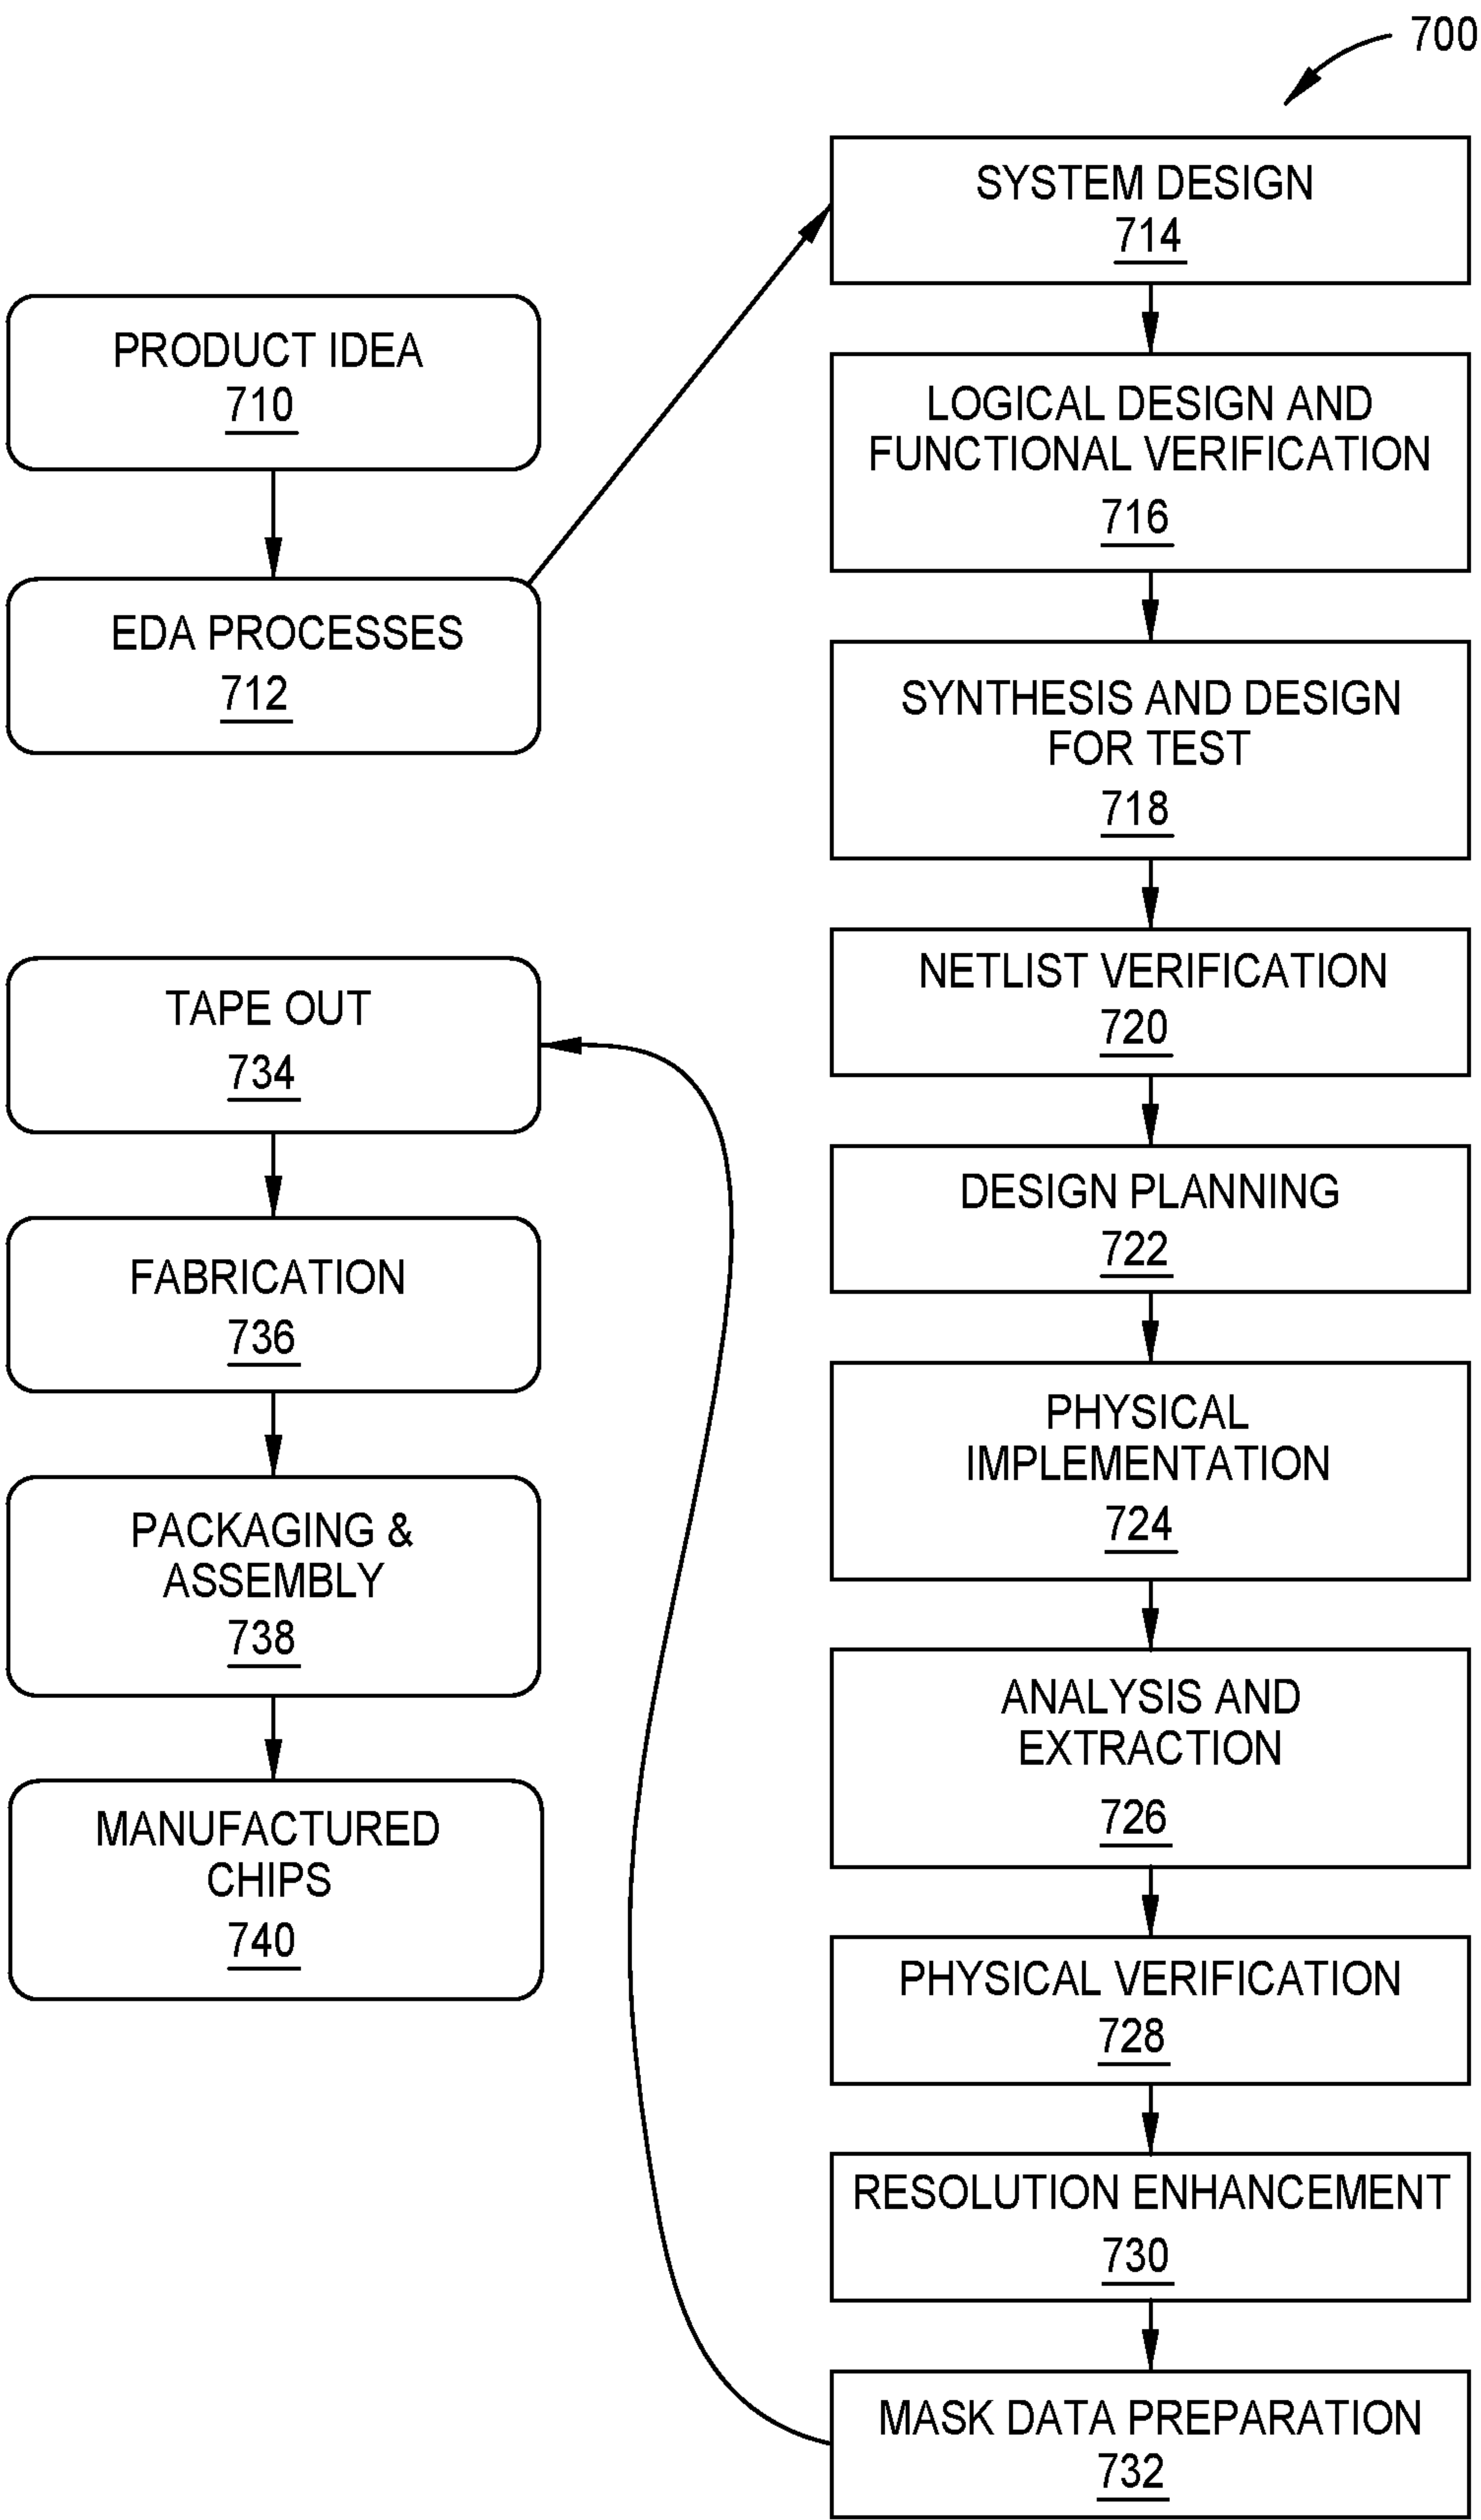 700
PRODUCT IDEA
710
EDA PROCESSES
712
SYSTEM DESIGN
714
LOGICAL DESIGN AND
FUNCTIONAL VERIFICATION
716
SYNTHESIS AND DESIGN
FOR TEST
718
NETLIST VERIFICATION
720
DESIGN PLANNING
722
PHYSICAL
IMPLEMENTATION
724
ANALYSIS AND
EXTRACTION
726
PHYSICAL VERIFICATION
728
RESOLUTION ENHANCEMENT
730
MASK DATA PREPARATION
732
TAPE OUT
734
FABRICATION
736
PACKAGING &
ASSEMBLY
738
MANUFACTURED
CHIPS
740